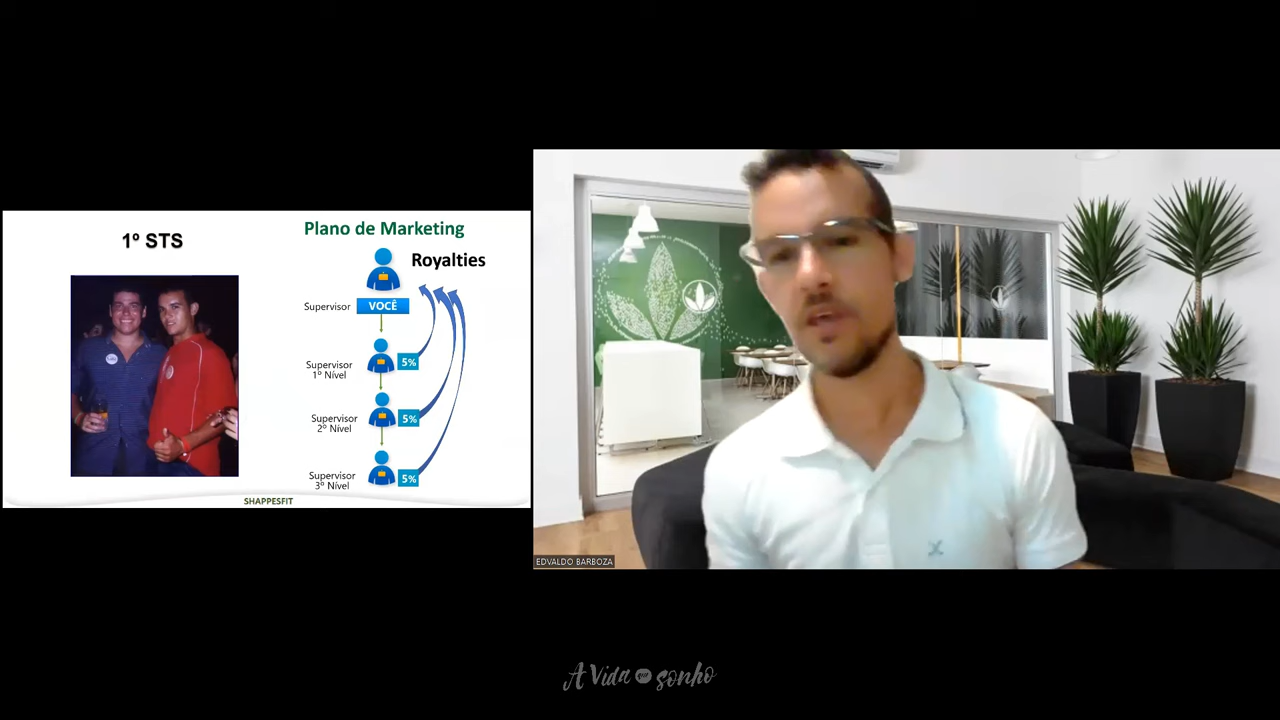 1º STS
Plano de Marketing
Royalties
Supervisor
VOCÊ
Supervisor
1º Nível
5%
Supervisor
2º Nível
5%
Supervisor
3º Nível
5%
SHAPPESFIT
EDVALDO BARBOZA
A Vida que sonho